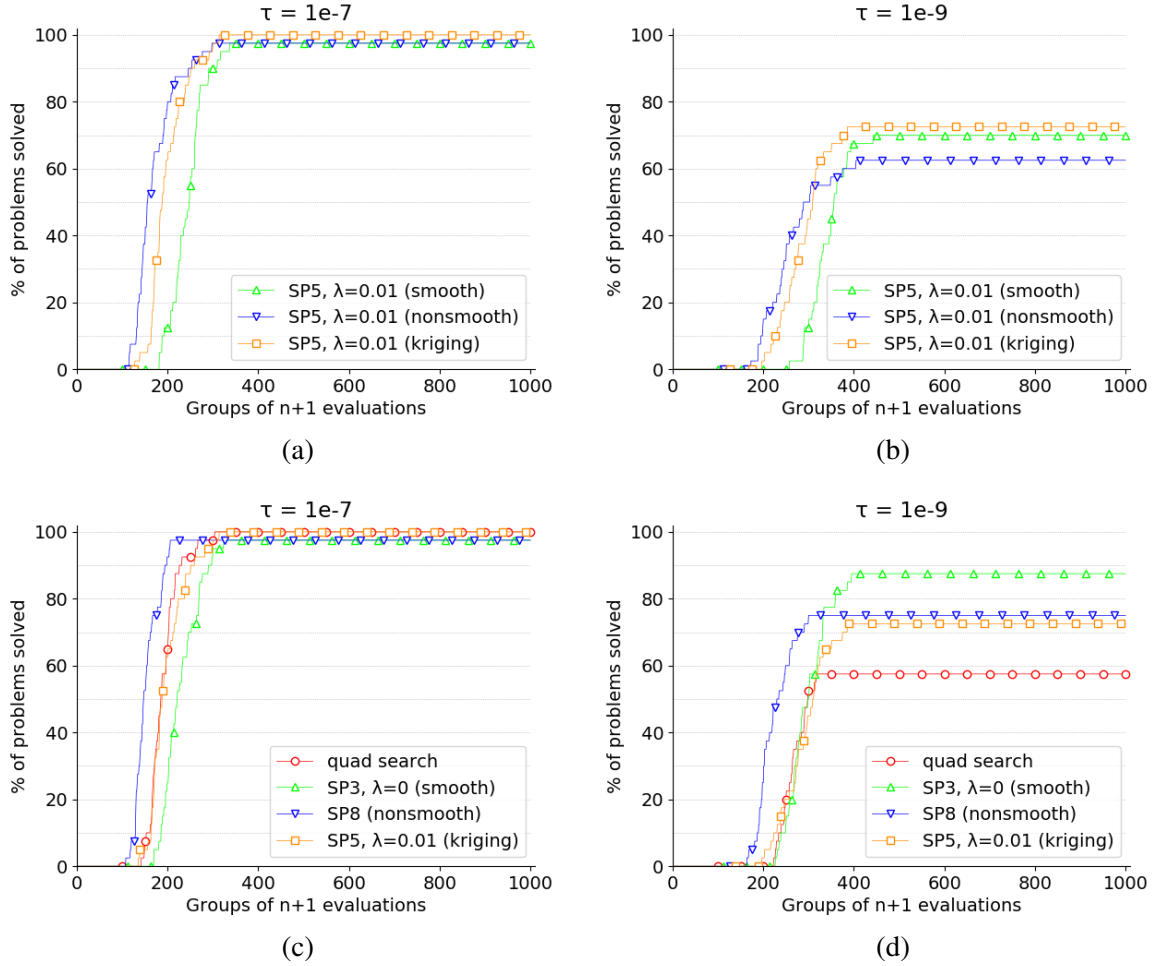 τ = 1e-7
100
80
60
40
20
0
% of problems solved
SP5, λ=0.01 (smooth)
SP5, λ=0.01 (nonsmooth)
SP5, λ=0.01 (kriging)
0 200 400 600 800 1000
Groups of n+1 evaluations
(a)
τ = 1e-9
100
80
60
40
20
0
% of problems solved
SP5, λ=0.01 (smooth)
SP5, λ=0.01 (nonsmooth)
SP5, λ=0.01 (kriging)
0 200 400 600 800 1000
Groups of n+1 evaluations
(b)
τ = 1e-7
100
80
60
40
20
0
% of problems solved
quad search
SP3, λ=0 (smooth)
SP8 (nonsmooth)
SP5, λ=0.01 (kriging)
0 200 400 600 800 1000
Groups of n+1 evaluations
(c)
τ = 1e-9
100
80
60
40
20
0
% of problems solved
quad search
SP3, λ=0 (smooth)
SP8 (nonsmooth)
SP5, λ=0.01 (kriging)
0 200 400 600 800 1000
Groups of n+1 evaluations
(d)